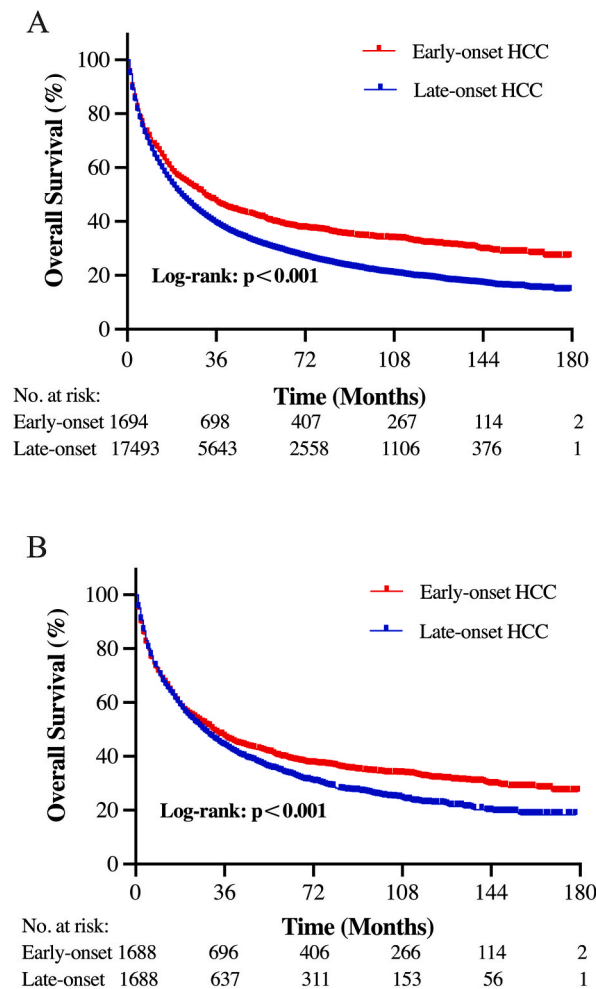 A
Early-onset HCC
Late-onset HCC
Overall Survival (%)
100
80
60
40
20
0
Log-rank: p<0.001
0 36 72 108 144 180
No. at risk: Time (Months)
Early-onset 1694 698 407 267 114 2
Late-onset 17493 5643 2558 1106 376 1
B
Early-onset HCC
Late-onset HCC
Overall Survival (%)
100
80
60
40
20
0
Log-rank: p<0.001
0 36 72 108 144 180
No. at risk: Time (Months)
Early-onset 1688 696 406 266 114 2
Late-onset 1688 637 311 153 56 1